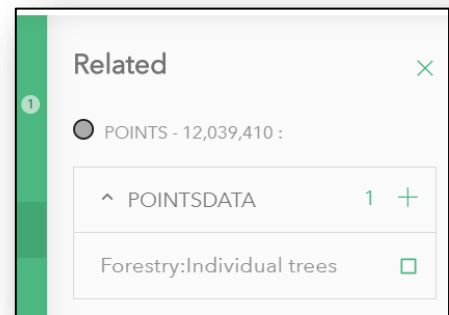 Related
1
POINTS - 12,039,410 :
POINTSDATA 1
Forestry:Individual trees